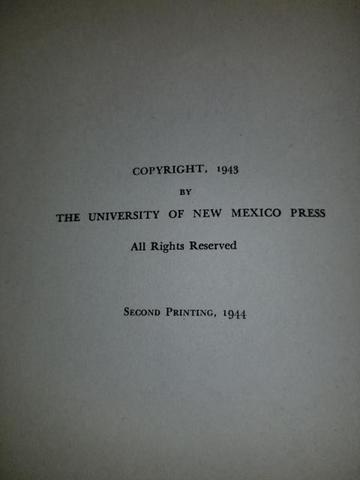 COPYRIGHT, 1943
BY
THE UNIVERSITY OF NEW MEXICO PRESS
All Rights Reserved
SECOND PRINTING, 1944